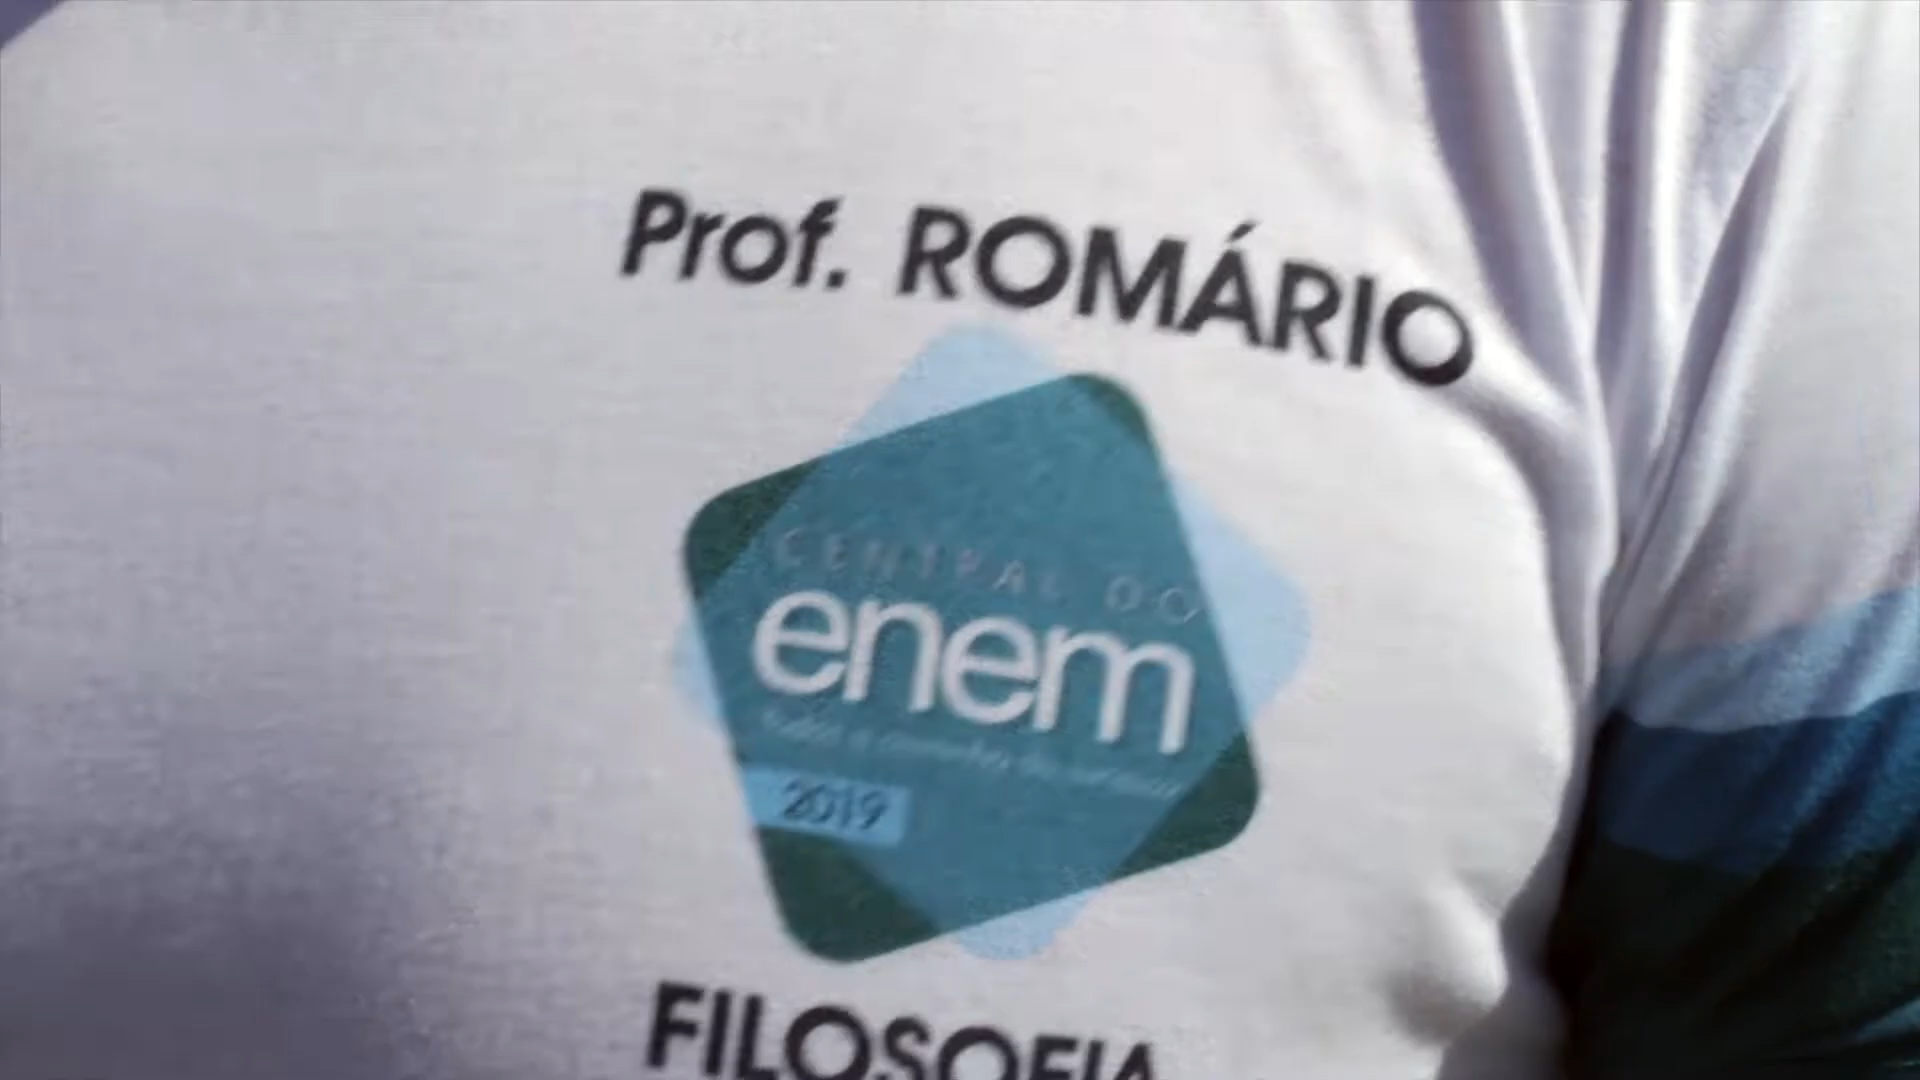 Prof. ROMÁRIO
CENTRAL DO
enem
2019
FILOSOFIA